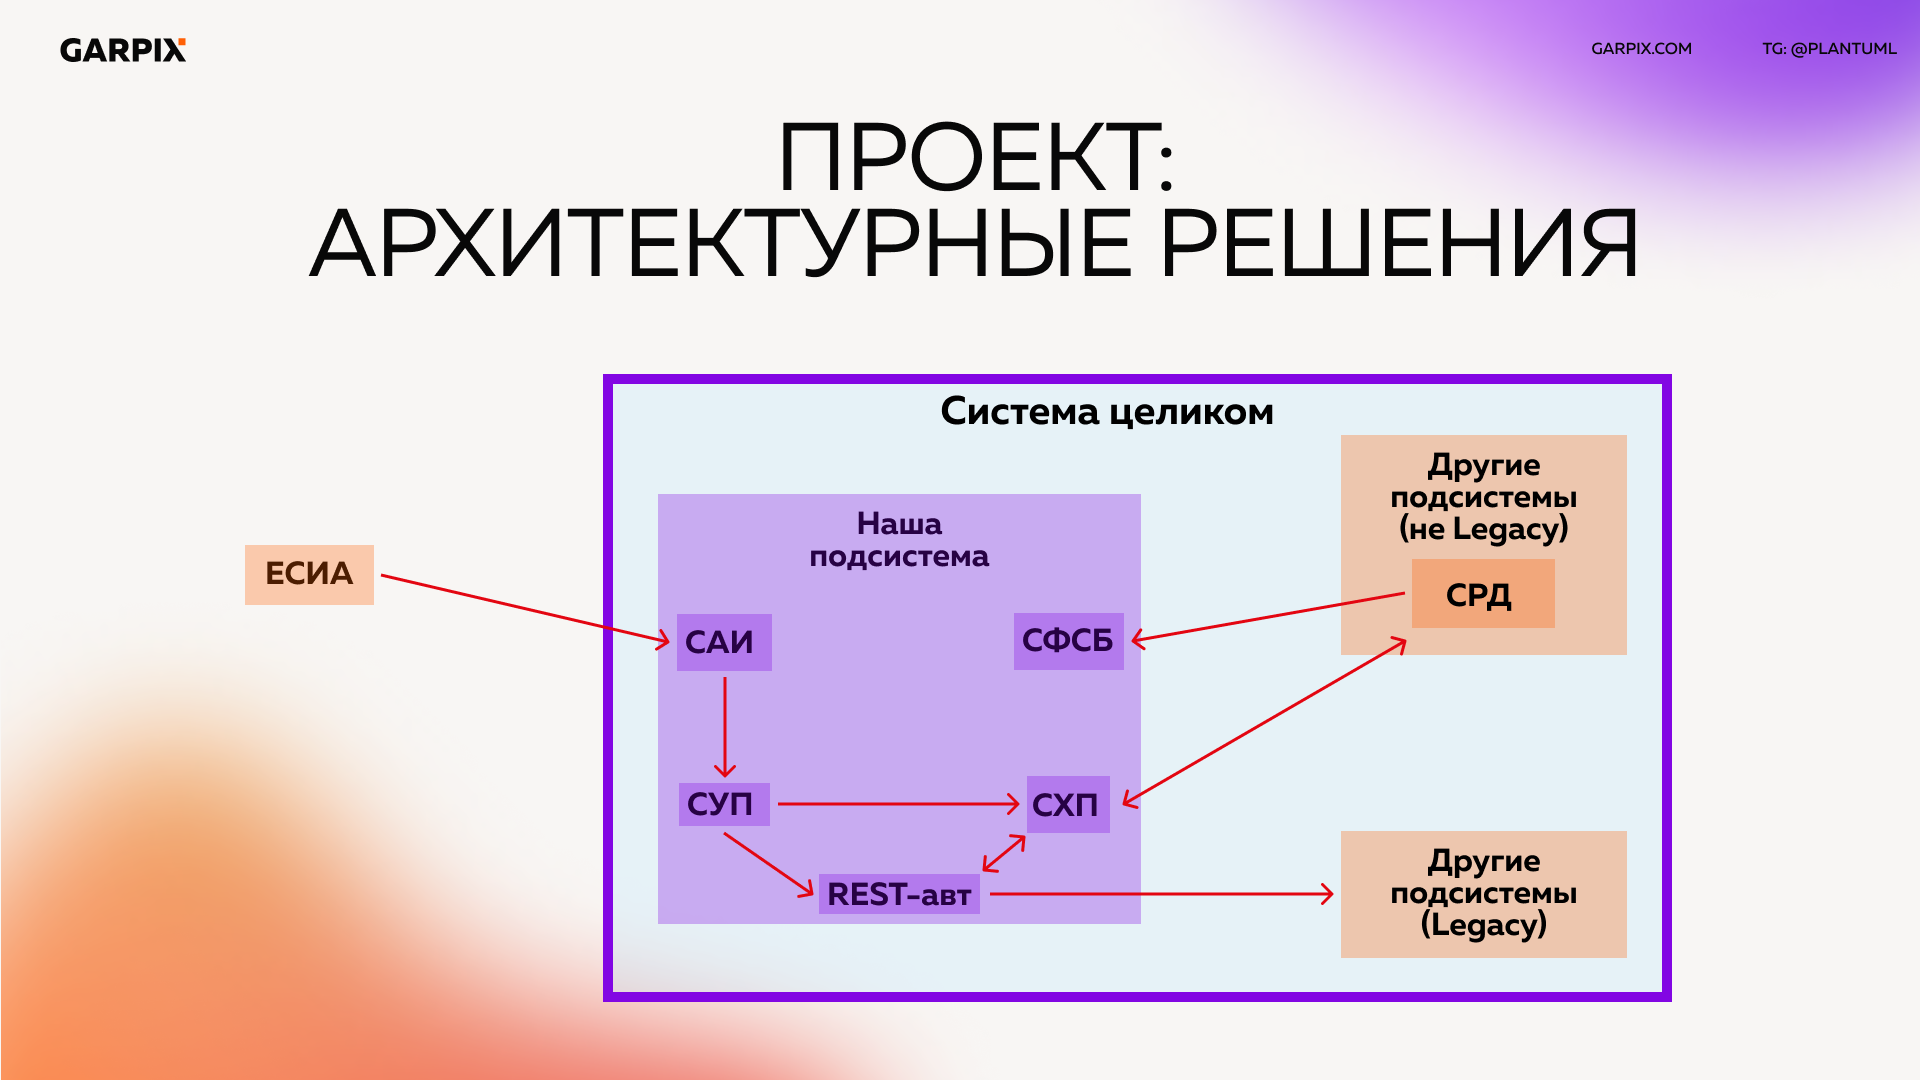 GARPIX
GARPIX.COM
TG: @PLANTUML
ПРОЕКТ:
АРХИТЕКТУРНЫЕ РЕШЕНИЯ
Система целиком
Другие
подсистемы
(не Legacy)
СРД
Наша
подсистема
ЕСИА
САИ
СФСБ
СУП
СХП
REST-авт
Другие
подсистемы
(Legacy)